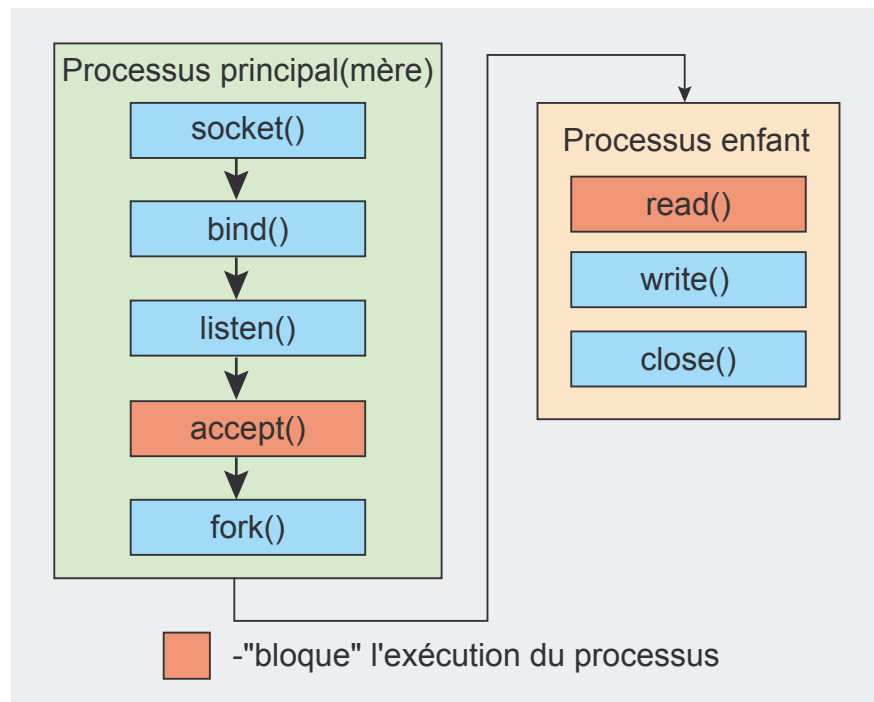 Processus principal(mère)
socket()
bind()
listen()
accept()
fork()
Processus enfant
read()
write()
close()
-"bloque" l'exécution du processus